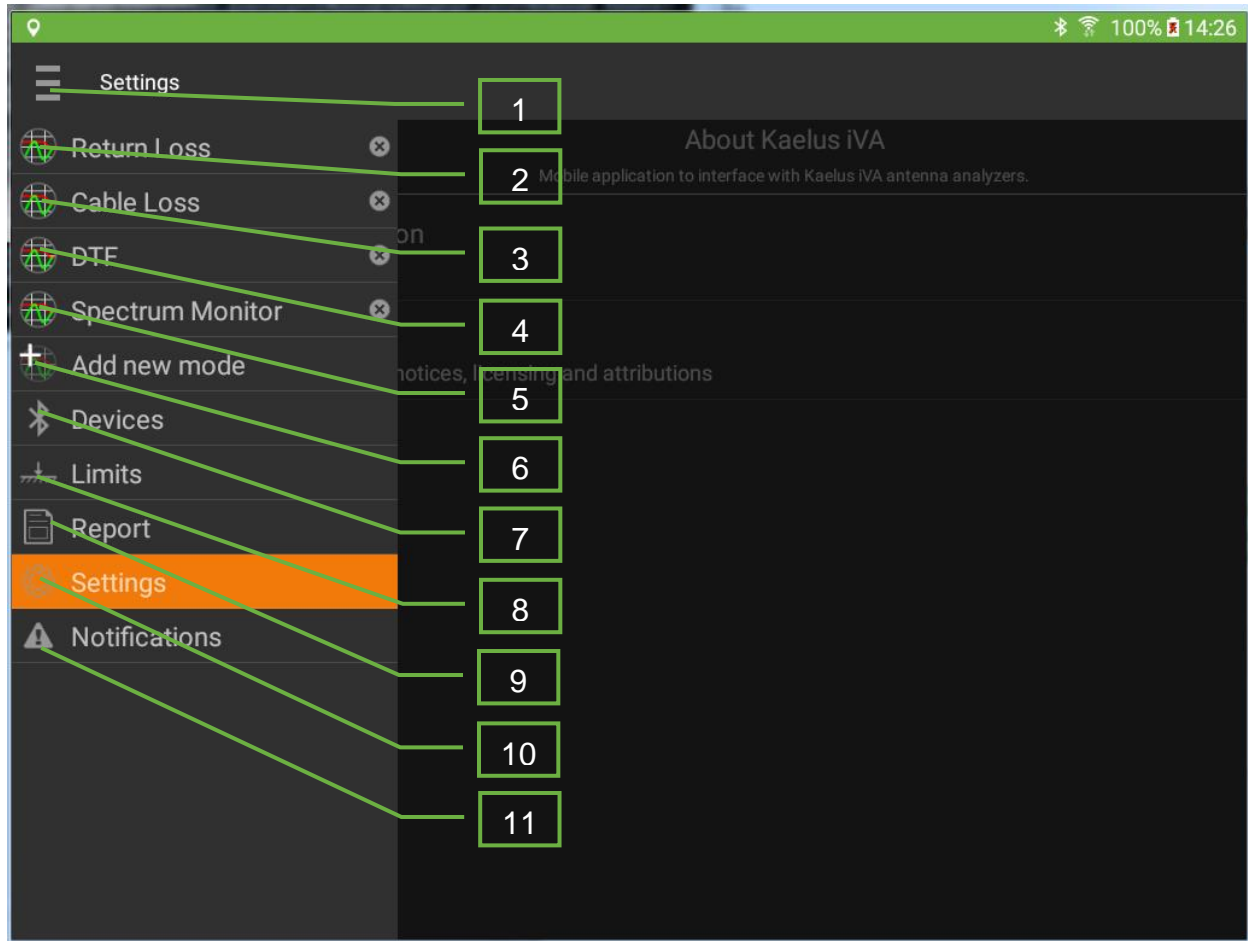 100% 14:26
Settings
1
Return Loss
About Kaelus iVA
2
Mobile application to interface with Kaelus iVA antenna analyzers.
Cable Loss
on
3
DTF
4
Spectrum Monitor
Add new mode
notices, licensing and attributions
5
Devices
6
Limits
7
Report
8
Settings
Notifications
9
10
11